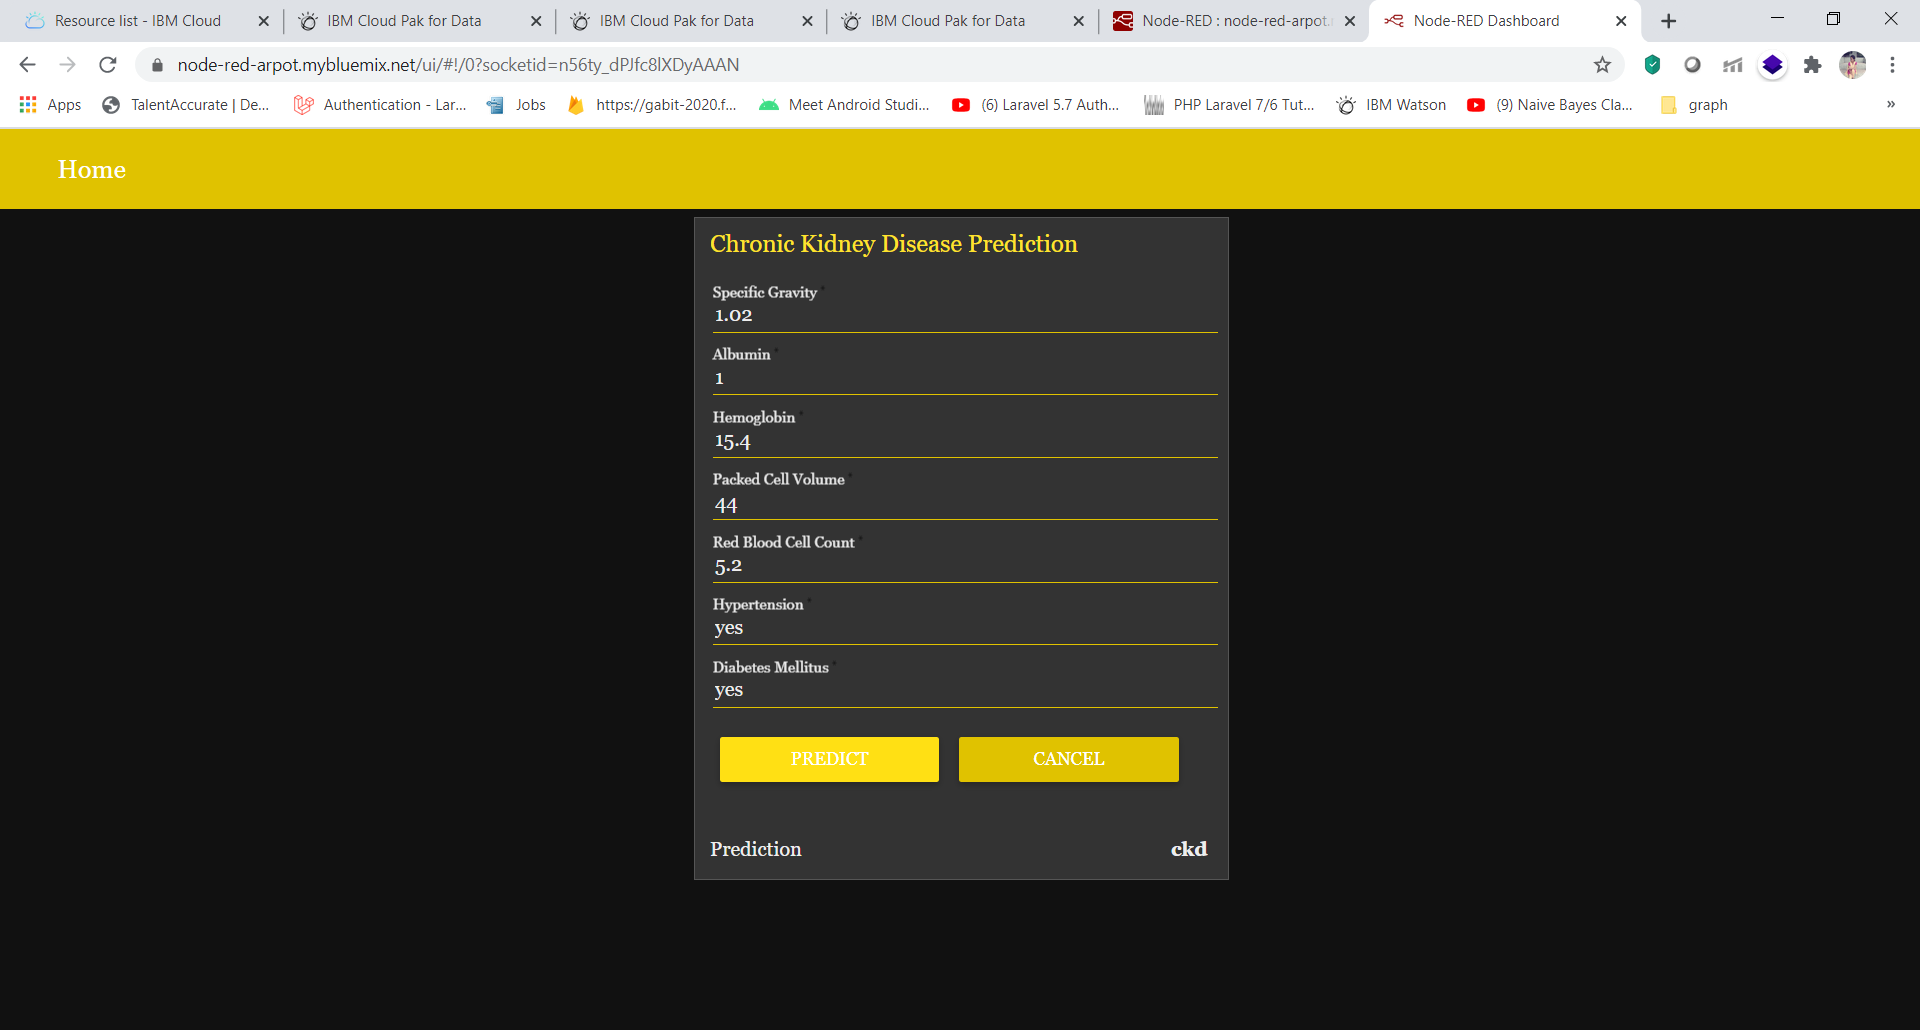 Resource list - IBM Cloud
IBM Cloud Pak for Data
IBM Cloud Pak for Data
IBM Cloud Pak for Data
Node-RED : node-red-arpot.
Node-RED Dashboard
node-red-arpot.mybluemix.net/ui/#!/0?socketid=n56ty_dPJfc8lXDyAAAN
Apps
TalentAccurate | De...
Authentication - Lar...
Jobs
https://gabit-2020.f...
Meet Android Studi...
(6) Laravel 5.7 Auth...
PHP Laravel 7/6 Tut...
IBM Watson
(9) Naive Bayes Cla...
graph
»
Home
Chronic Kidney Disease Prediction
Specific Gravity *
1.02
Albumin *
1
Hemoglobin *
15.4
Packed Cell Volume *
44
Red Blood Cell Count *
5.2
Hypertension *
yes
Diabetes Mellitus *
yes
PREDICT CANCEL
Prediction ckd